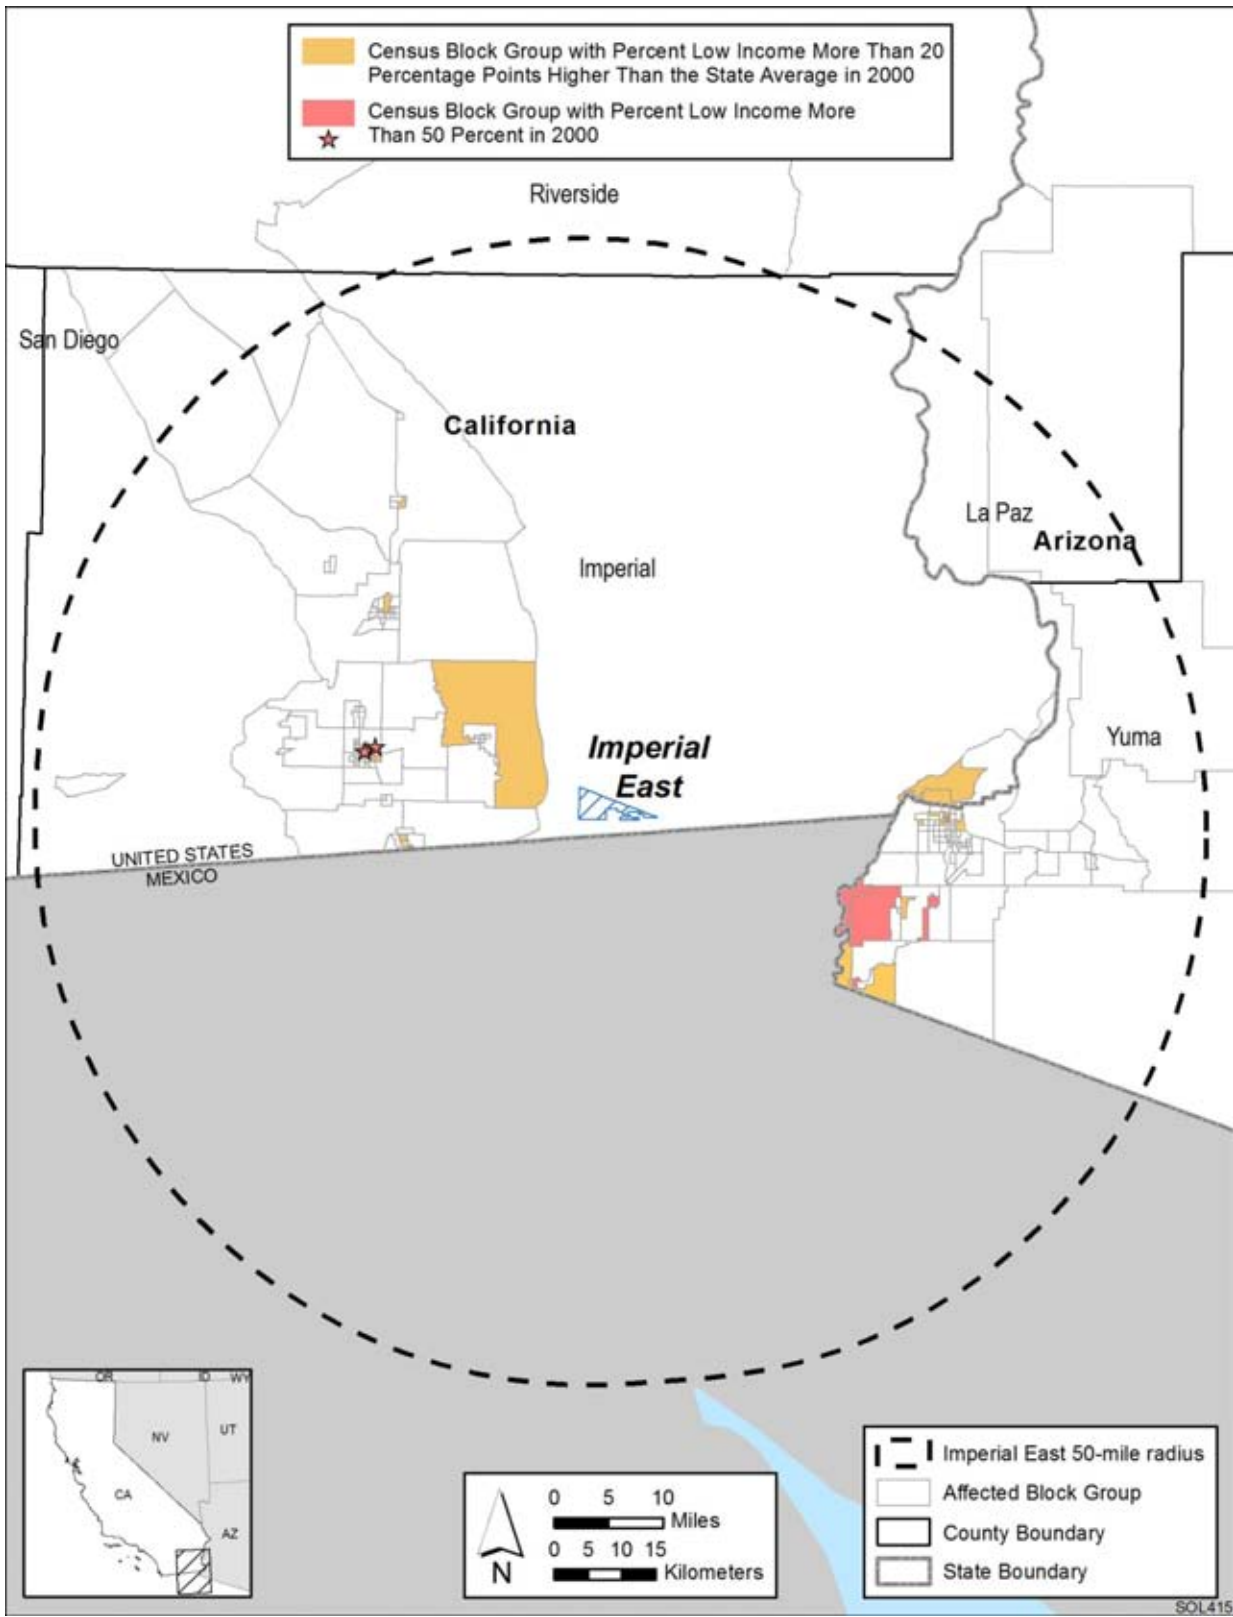 Census Block Group with Percent Low Income More Than 20
Percentage Points Higher Than the State Average in 2000
Census Block Group with Percent Low Income More
Than 50 Percent in 2000
Riverside
San Diego
California
La Paz
Arizona
Imperial
Imperial
East
Yuma
UNITED STATES
MEXICO
OR
ID
WY
NV
UT
CA
AZ
0 5 10
Miles
0 5 10 15
Kilometers
N
Imperial East 50-mile radius
Affected Block Group
County Boundary
State Boundary
SOL415